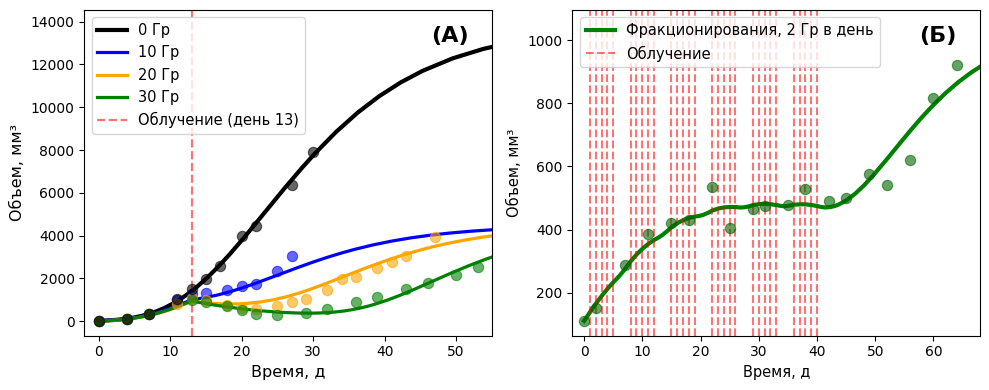 (А)
0 Гр
10 Гр
20 Гр
30 Гр
Облучение (день 13)
14000
12000
10000
8000
6000
4000
2000
0
Объем, мм³
0 10 20 30 40 50
Время, д
(Б)
Фракционирования, 2 Гр в день
Облучение
1000
800
600
400
200
Объем, мм³
0 10 20 30 40 50 60
Время, д